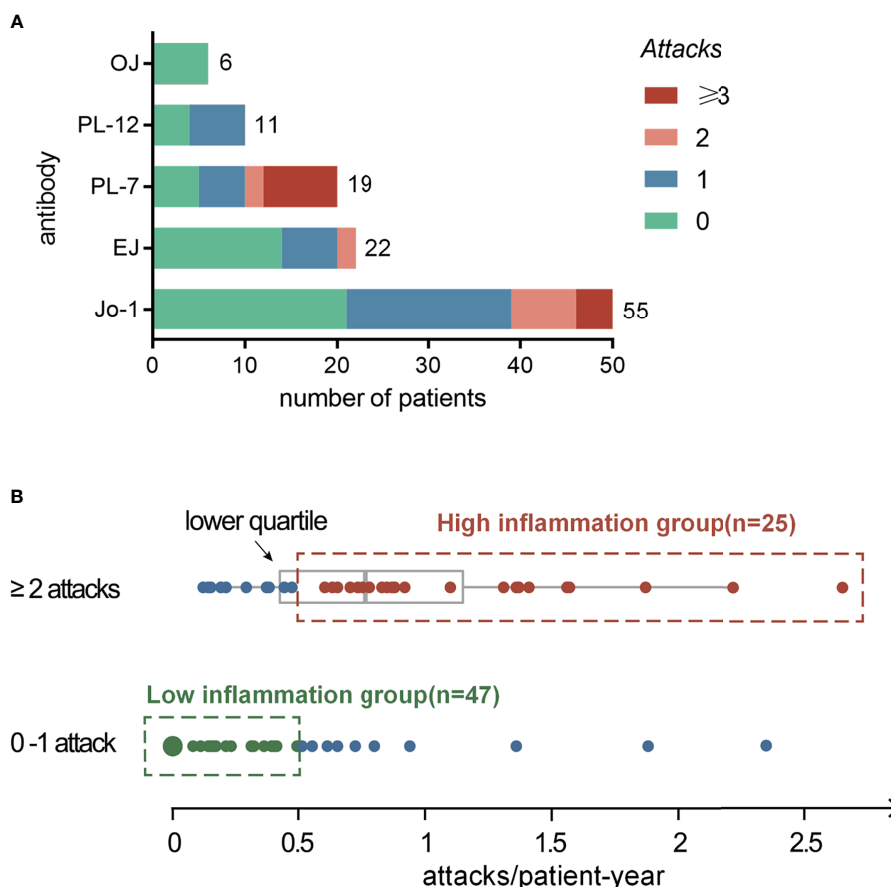 A
Attacks
⩾3
2
1
0
antibody
OJ
6
PL-12
11
PL-7
19
EJ
22
Jo-1
55
0
10
20
30
40
50
number of patients
B
lower quartile
High inflammation group(n=25)
≥ 2 attacks
Low inflammation group(n=47)
0 -1 attack
0
0.5
1
1.5
2
2.5
attacks/patient-year